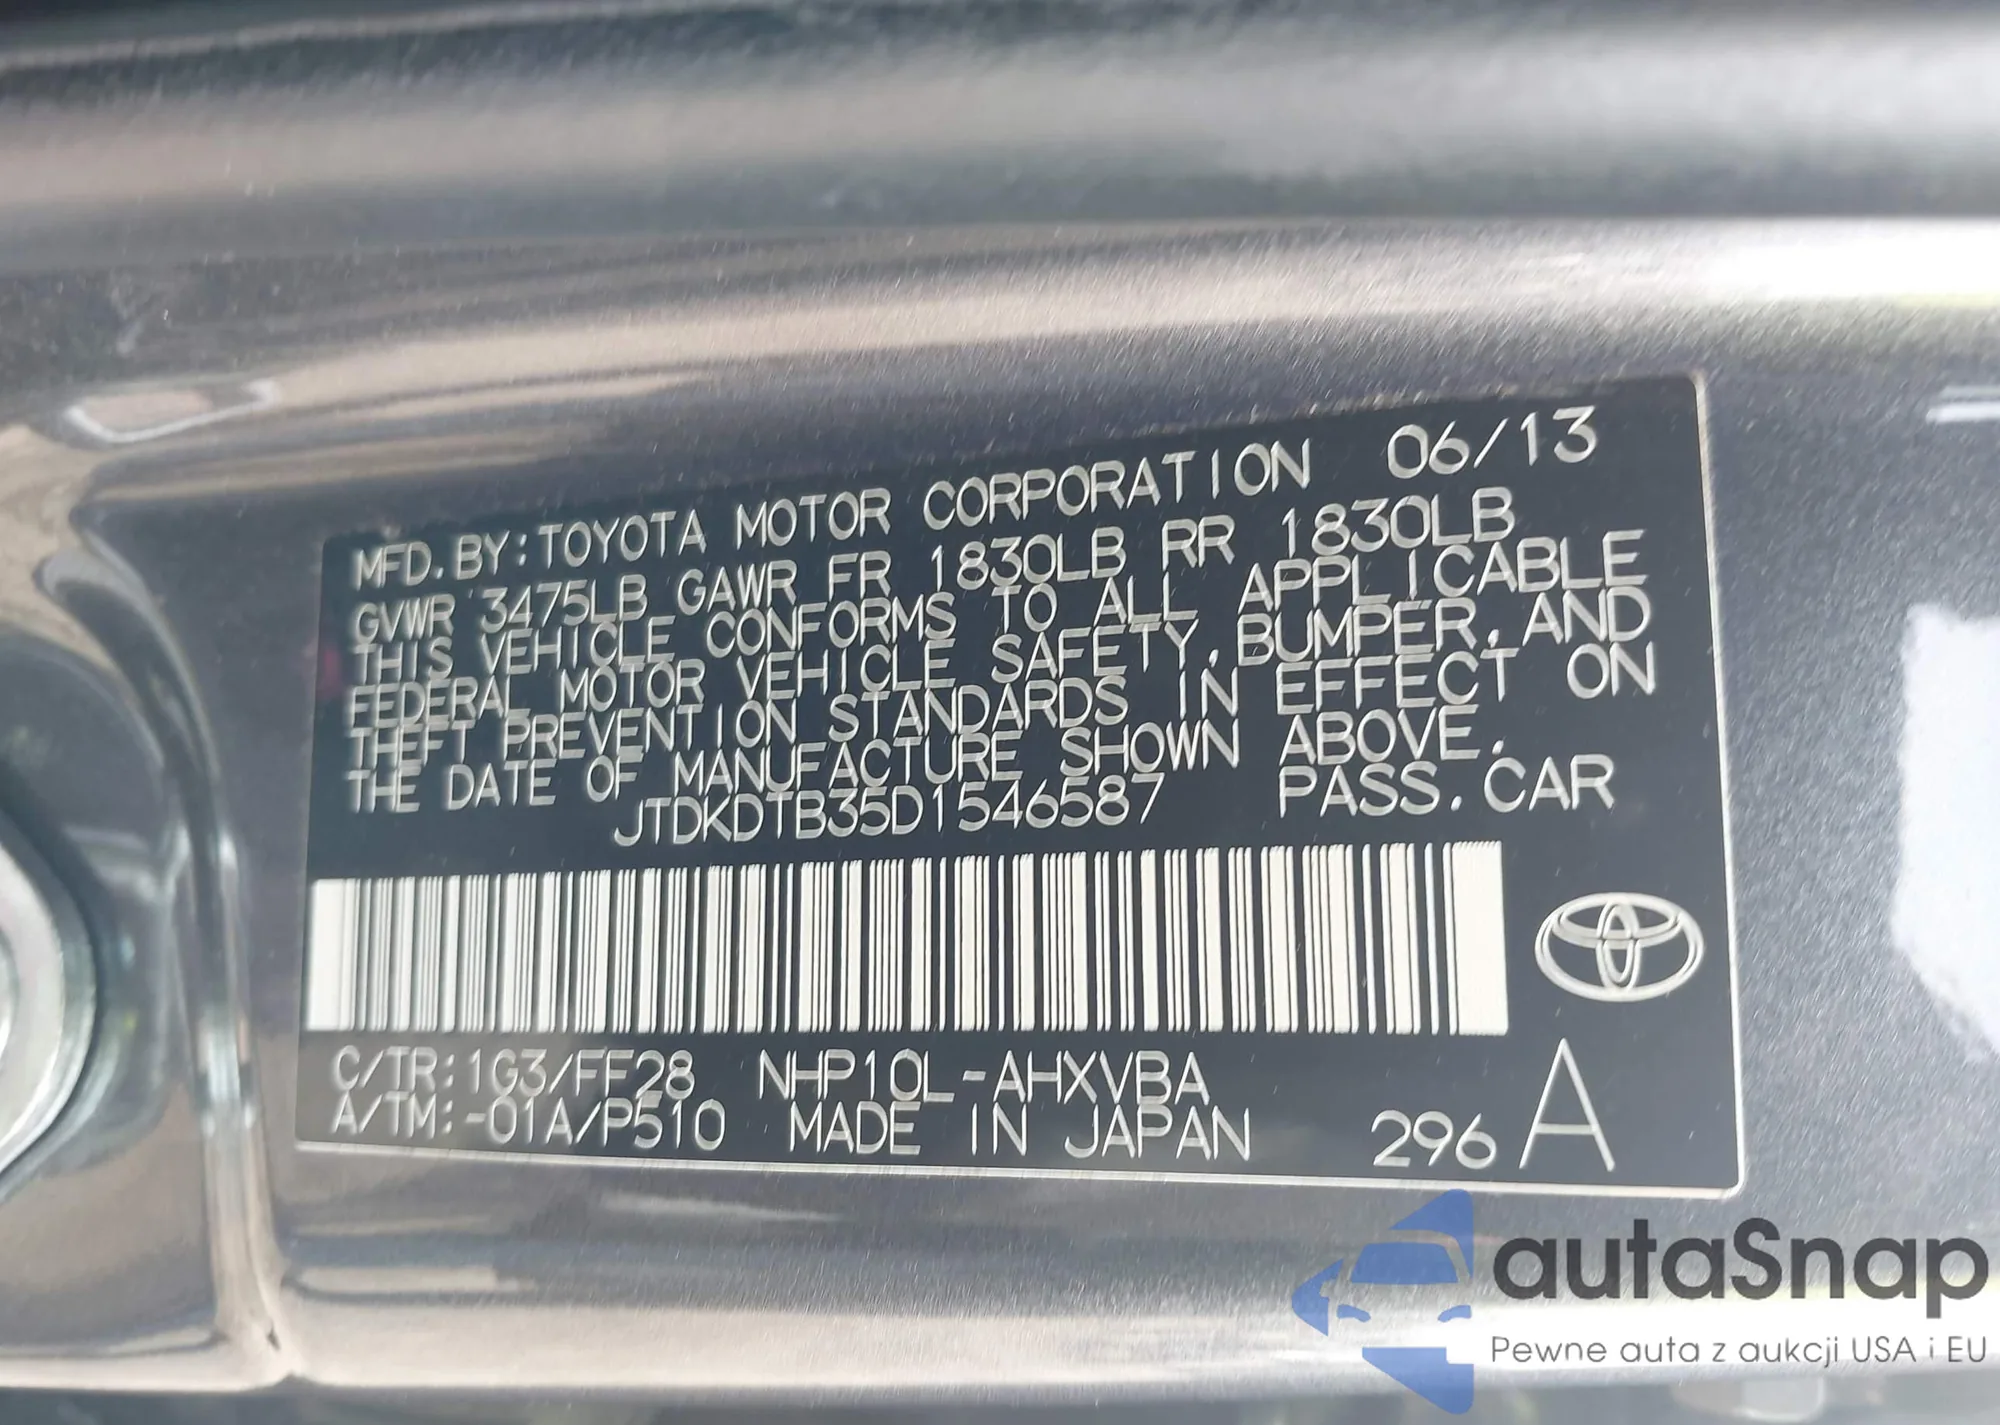 MFD.BY:TOYOTA MOTOR CORPORATION 06/13
GVWR 3475LB GAWR FR 1830LB RR 1830LB
THIS VEHICLE CONFORMS TO ALL APPLICABLE
FEDERAL MOTOR VEHICLE SAFETY, BUMPER, AND
THEFT PREVENTION STANDARDS IN EFFECT ON
THE DATE OF MANUFACTURE SHOWN ABOVE.
JTDKDTB35D1546587 PASS.CAR
C/TR:1G3/FF28 NHP10L-AHXVBA
A/TM:-01A/P510 MADE IN JAPAN 296 A
autaSnap
Pewne auta z aukcji USA i EU